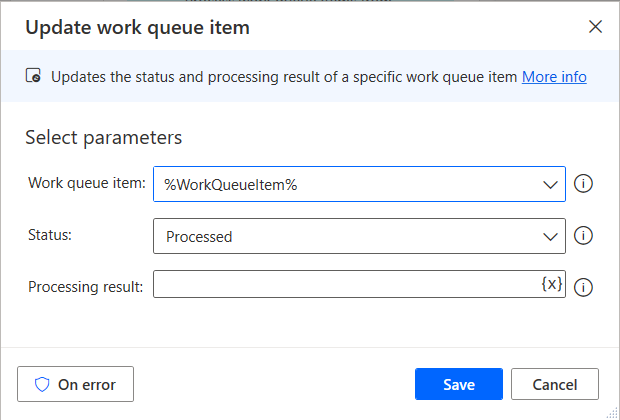 Update work queue item
Updates the status and processing result of a specific work queue item More info
Select parameters
Work queue item: %WorkQueueItem%
Status: Processed
Processing result: {x}
On error Save Cancel